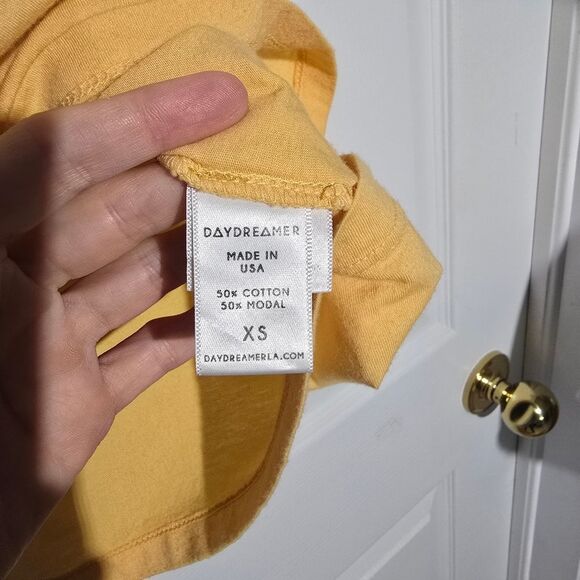 DAYDREAMER
MADE IN
USA
50% COTTON
50% MODAL
XS
DAYDREAMERLA.COM